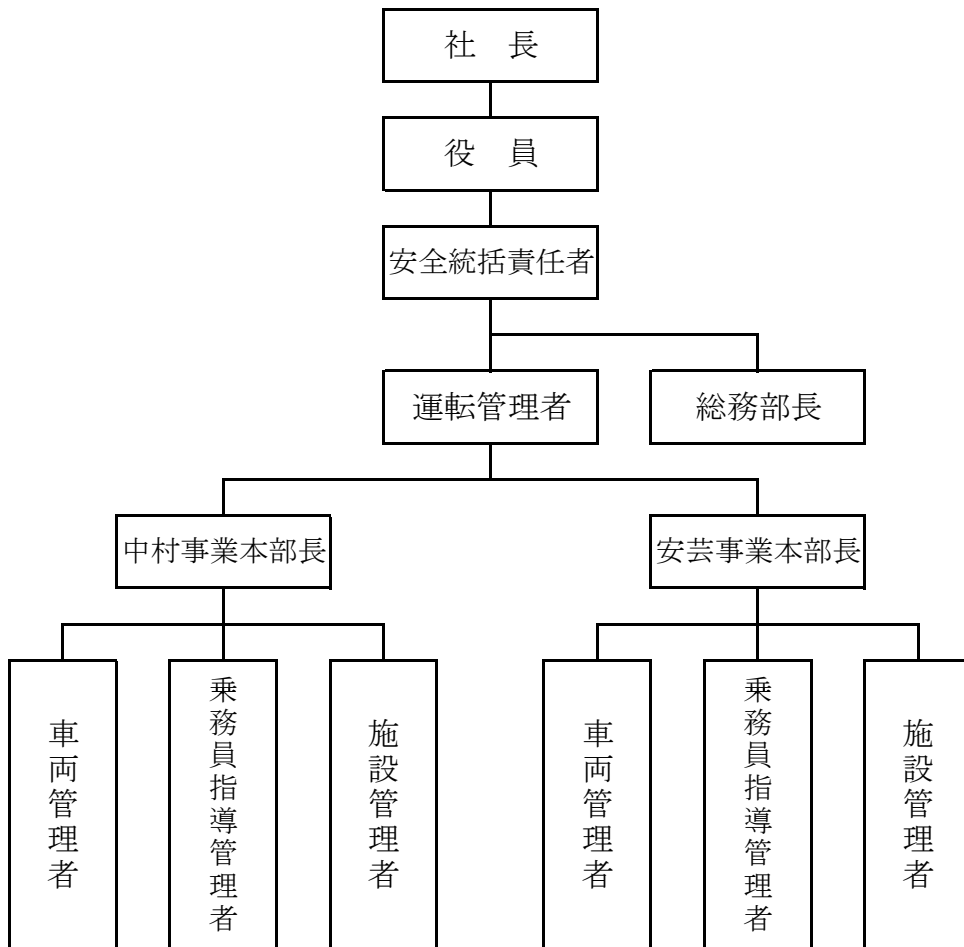 社　長
役　員
安全統括責任者
運転管理者
総務部長
中村事業本部長
安芸事業本部長
車両管理者
乗務員指導管理者
施設管理者
車両管理者
乗務員指導管理者
施設管理者